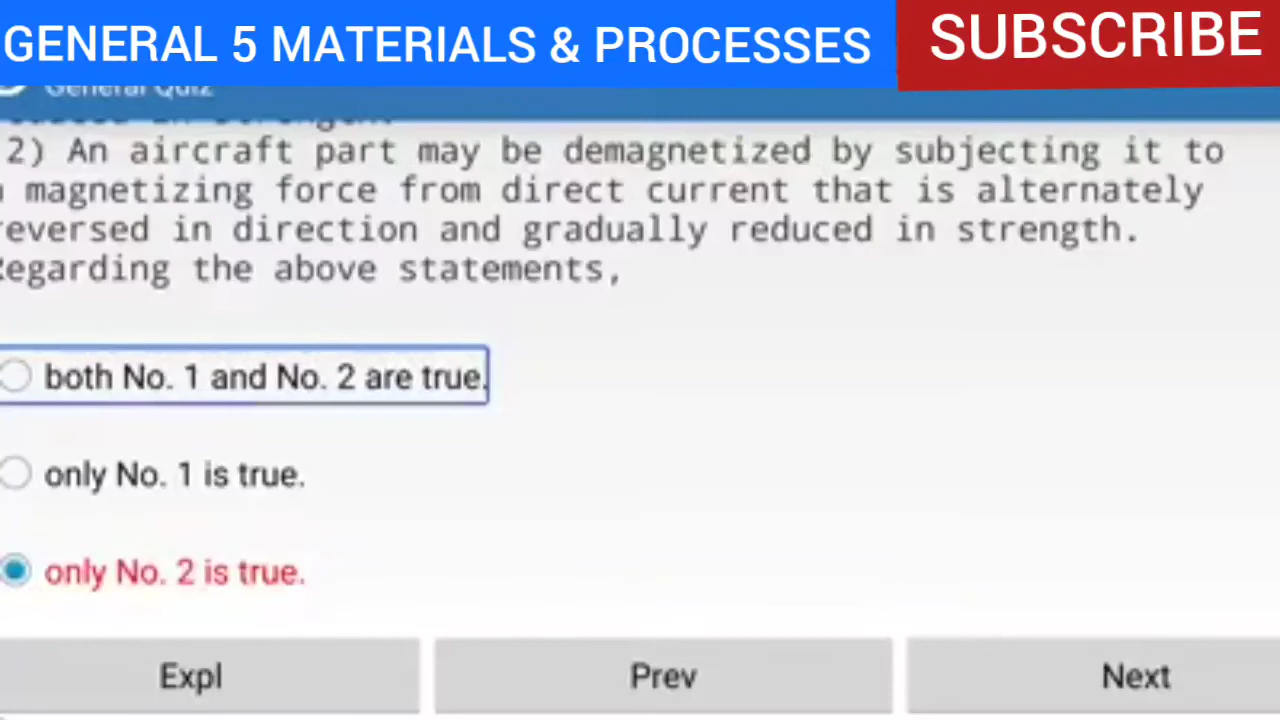 GENERAL 5 MATERIALS & PROCESSES
SUBSCRIBE
General Quiz
2) An aircraft part may be demagnetized by subjecting it to
magnetizing force from direct current that is alternately
reversed in direction and gradually reduced in strength.
Regarding the above statements,
both No. 1 and No. 2 are true.
only No. 1 is true.
only No. 2 is true.
Expl
Prev
Next